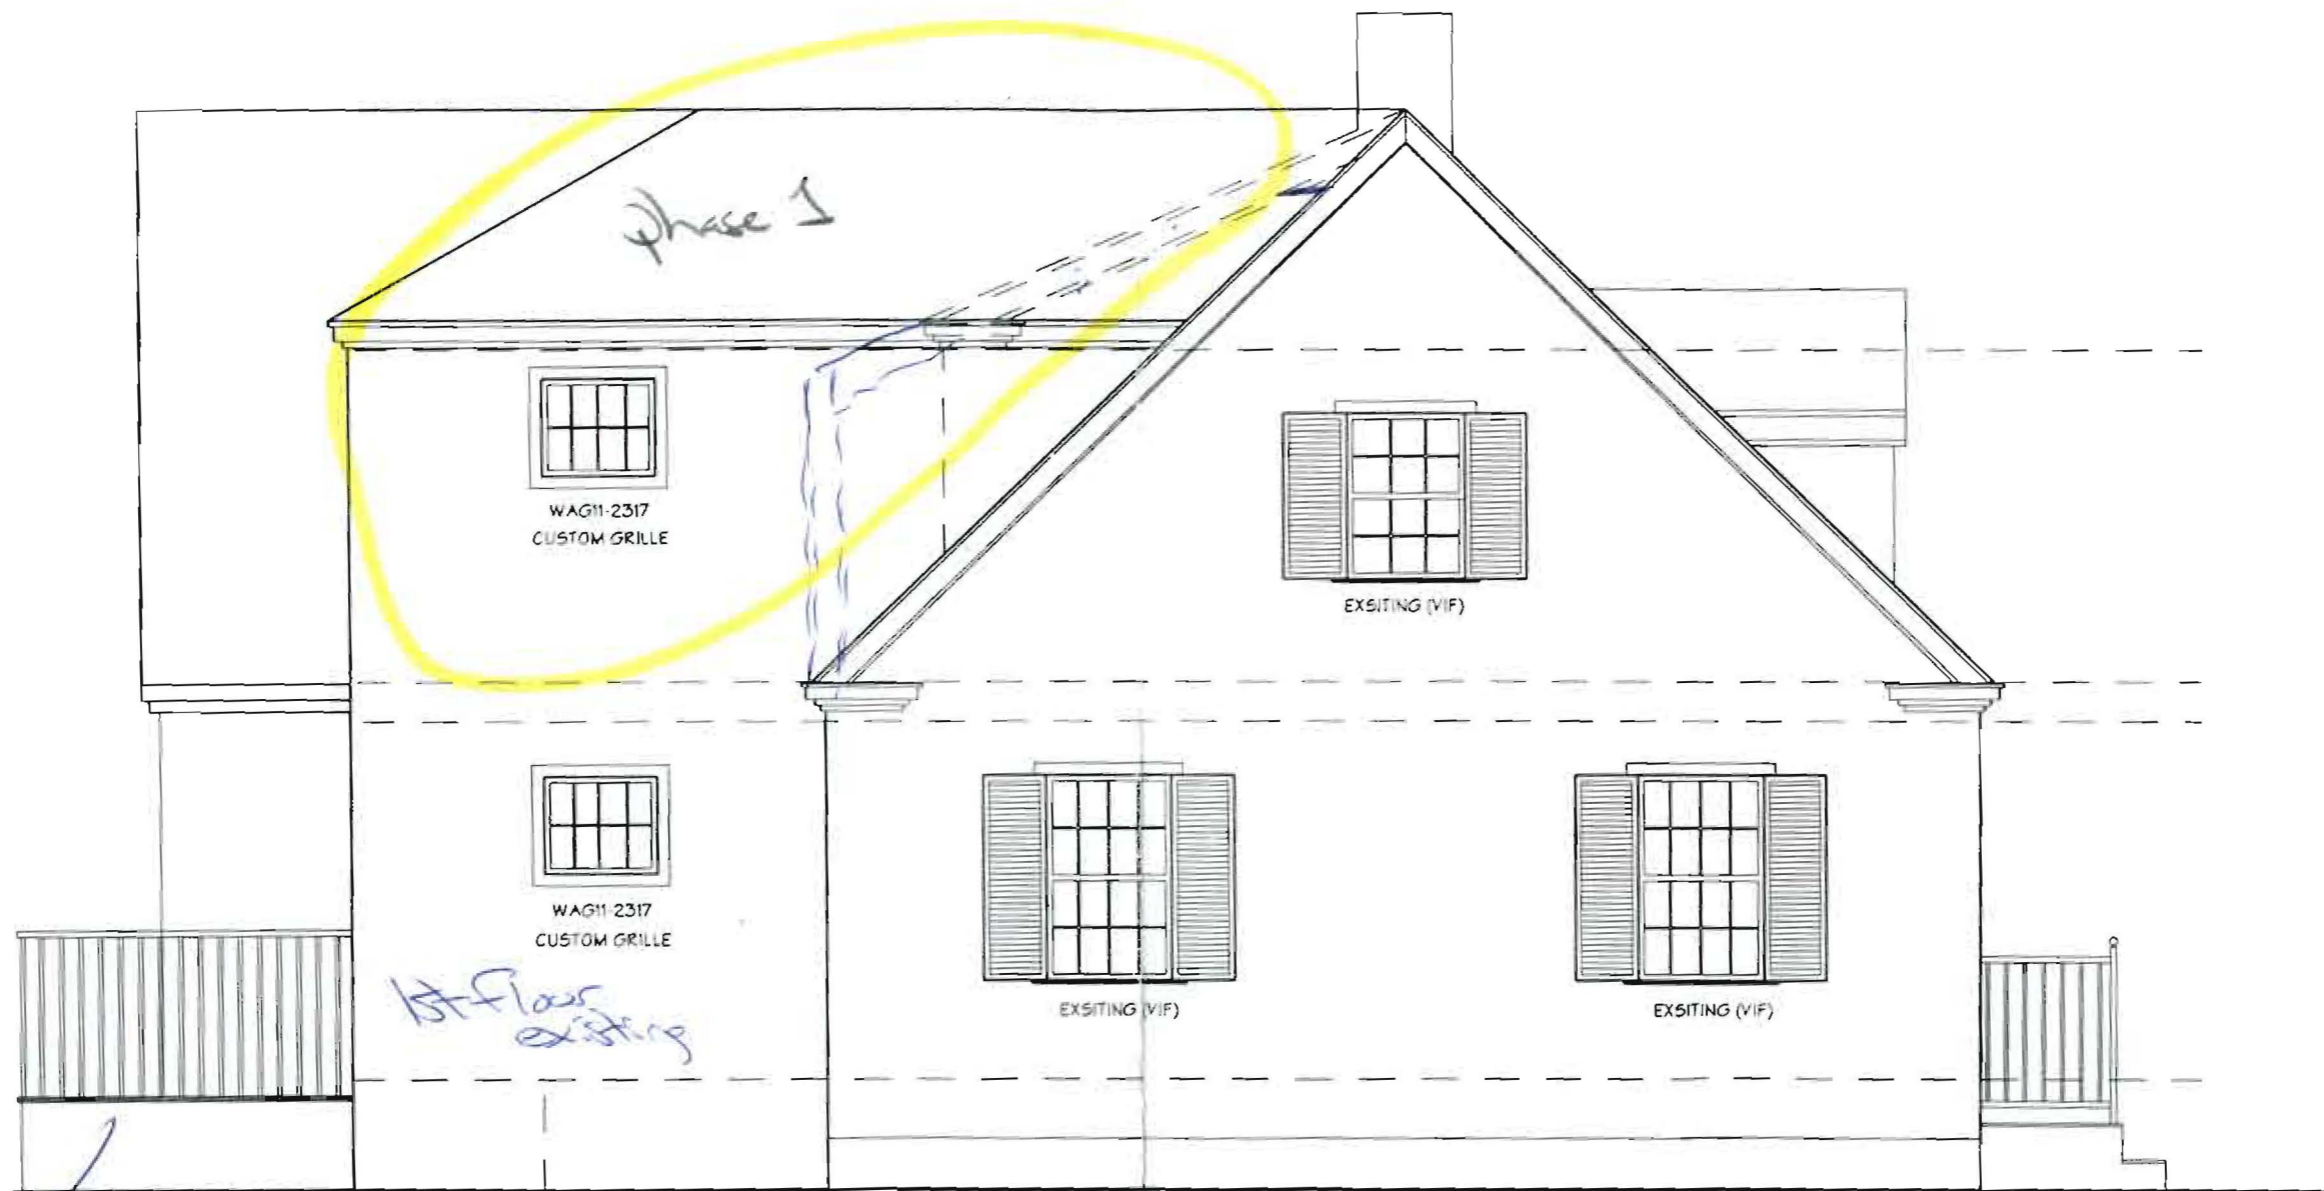 phase 1
WAG11-2317
CUSTOM GRILLE
EXSITING (VIF)
WAG11-2317
CUSTOM GRILLE
1st floor
existing
EXSITING (VIF)
EXSITING (VIF)